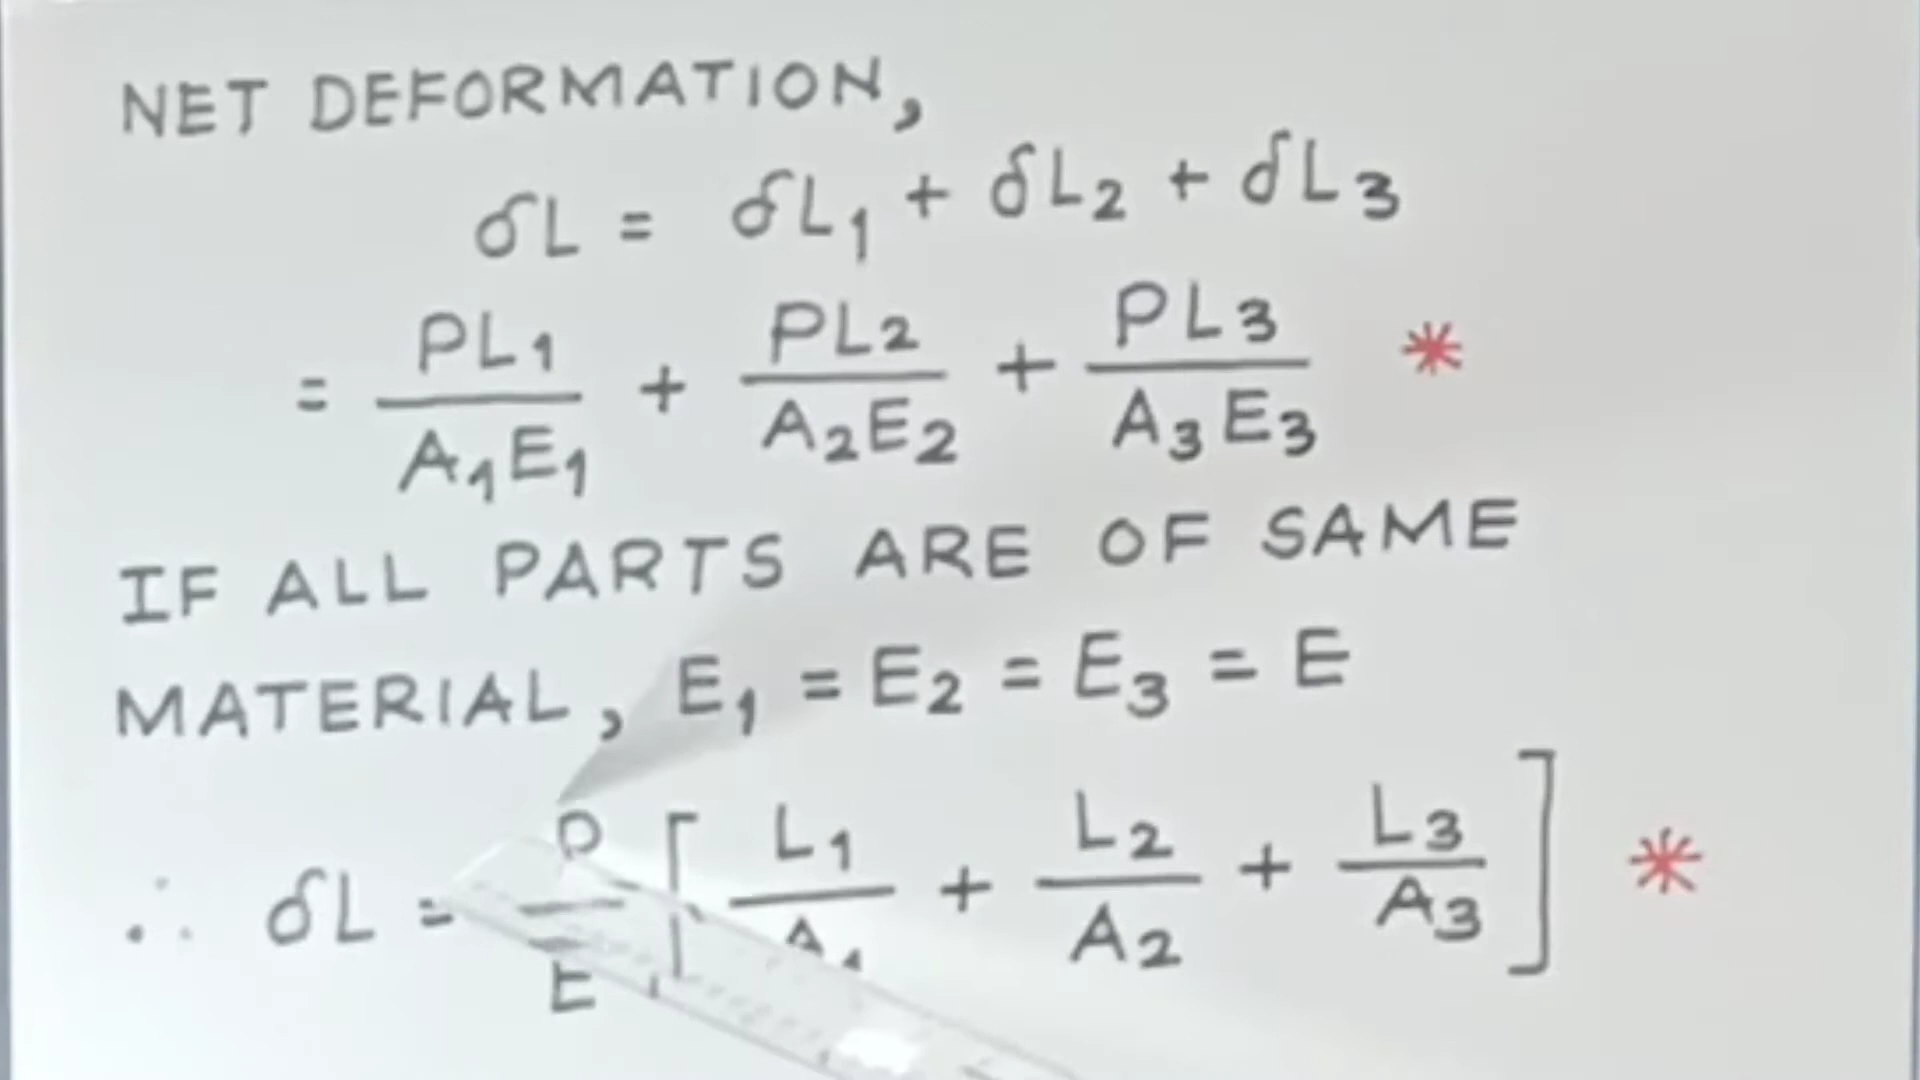 NET DEFORMATION,
δL = δL₁ + δL₂ + δL₃
= PL₁/A₁E₁ + PL₂/A₂E₂ + PL₃/A₃E₃ *
IF ALL PARTS ARE OF SAME
MATERIAL, E₁ = E₂ = E₃ = E
∴ δL = P/E [ L₁/A₁ + L₂/A₂ + L₃/A₃ ] *